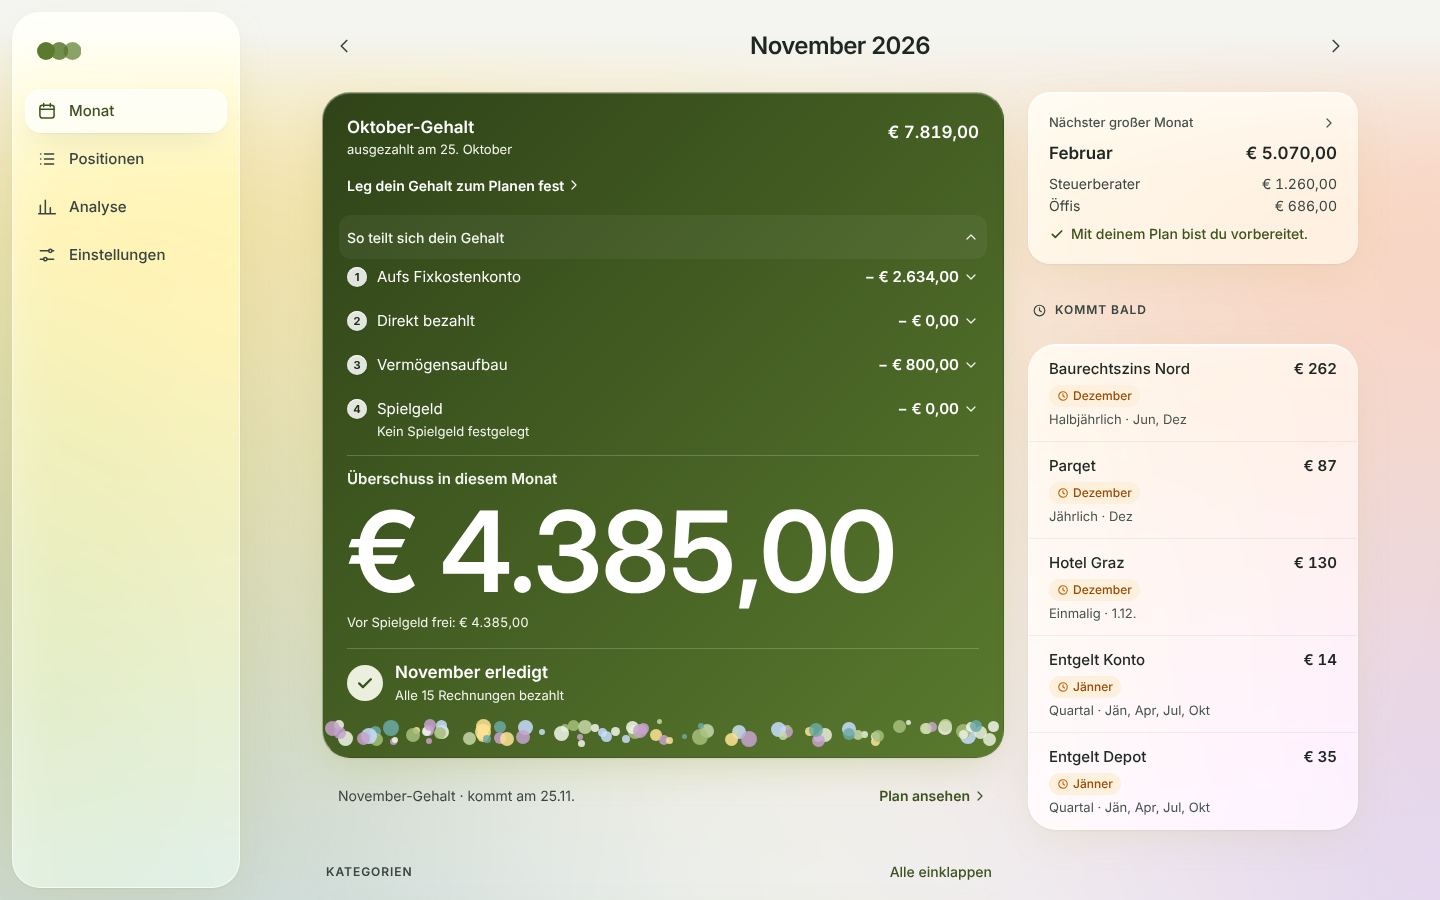 Monat
Positionen
Analyse
Einstellungen
November 2026
Oktober-Gehalt
€ 7.819,00
ausgezahlt am 25. Oktober
Leg dein Gehalt zum Planen fest
So teilt sich dein Gehalt
1 Aufs Fixkostenkonto – € 2.634,00
2 Direkt bezahlt – € 0,00
3 Vermögensaufbau – € 800,00
4 Spielgeld – € 0,00
Kein Spielgeld festgelegt
Überschuss in diesem Monat
€ 4.385,00
Vor Spielgeld frei: € 4.385,00
November erledigt
Alle 15 Rechnungen bezahlt
November-Gehalt · kommt am 25.11.
Plan ansehen
KATEGORIEN
Alle einklappen
Nächster großer Monat
Februar € 5.070,00
Steuerberater € 1.260,00
Öffis € 686,00
Mit deinem Plan bist du vorbereitet.
KOMMT BALD
Baurechtszins Nord € 262
Dezember
Halbjährlich · Jun, Dez
Parqet € 87
Dezember
Jährlich · Dez
Hotel Graz € 130
Dezember
Einmalig · 1.12.
Entgelt Konto € 14
Jänner
Quartal · Jän, Apr, Jul, Okt
Entgelt Depot € 35
Jänner
Quartal · Jän, Apr, Jul, Okt